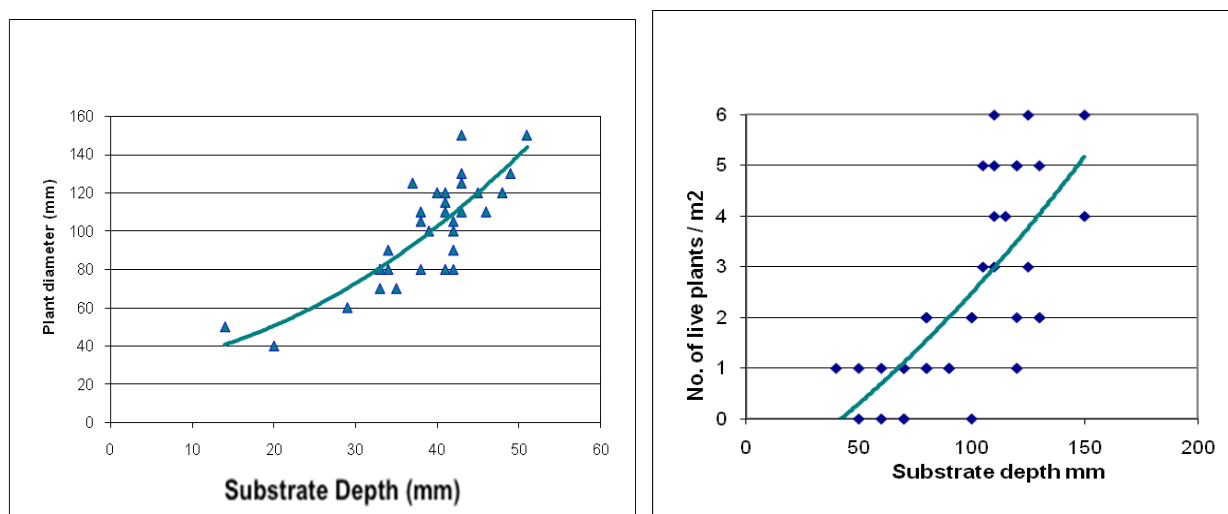 160
140
120
100
80
60
40
20
0
Plant diameter (mm)
0 10 20 30 40 50 60
Substrate Depth (mm)
6
5
4
3
2
1
0
No. of live plants / m2
0 50 100 150 200
Substrate depth mm